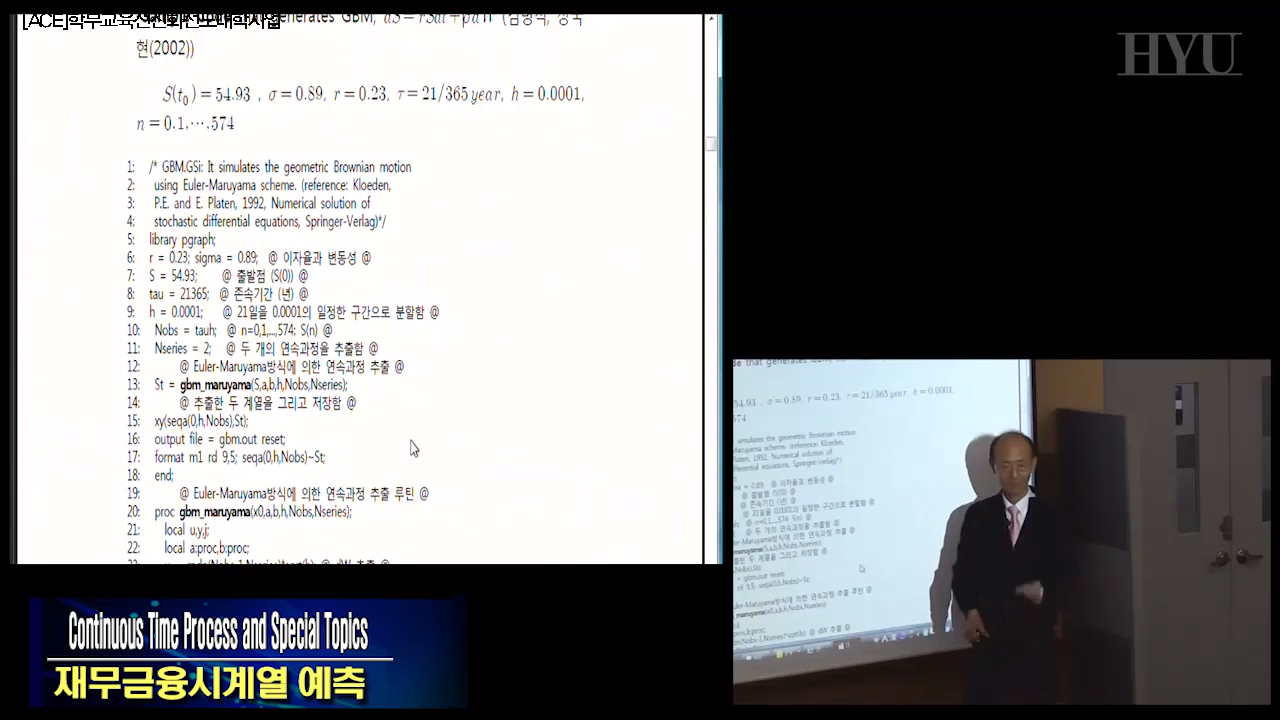 [ACE]학부교육선진화선도대학사업
HYU
현(2002))
S(t₀) = 54.93 , σ = 0.89, r = 0.23, τ = 21/365 year, h = 0.0001,
n = 0,1,⋯,574
1: /* GBM.GSi: It simulates the geometric Brownian motion
2: using Euler-Maruyama scheme. (reference: Kloeden,
3: P.E. and E. Platen, 1992, Numerical solution of
4: stochastic differential equations, Springer-Verlag)*/
5: library pgraph;
6: r = 0.23; sigma = 0.89; @ 이자율과 변동성 @
7: S = 54.93; @ 출발점 (S(0)) @
8: tau = 21365; @ 존속기간 (년) @
9: h = 0.0001; @ 21일을 0.0001의 일정한 구간으로 분할함 @
10: Nobs = tauh; @ n=0,1,...,574: S(n) @
11: Nseries = 2; @ 두 개의 연속과정을 추출함 @
12: @ Euler-Maruyama방식에 의한 연속과정 추출 @
13: St = gbm_maruyama(S,a,b,h,Nobs,Nseries);
14: @ 추출한 두 계열을 그리고 저장함 @
15: xy(seqa(0,h,Nobs),St);
16: output file = gbm.out reset;
17: format m1 rd 9.5; seqa(0,h,Nobs)~St;
18: end;
19: @ Euler-Maruyama방식에 의한 연속과정 추출 루틴 @
20: proc gbm_maruyama(x0,a,b,h,Nobs,Nseries);
21: local u,y,j;
22: local a:proc,b:proc;
Continuous Time Process and Special Topics
재무금융시계열 예측